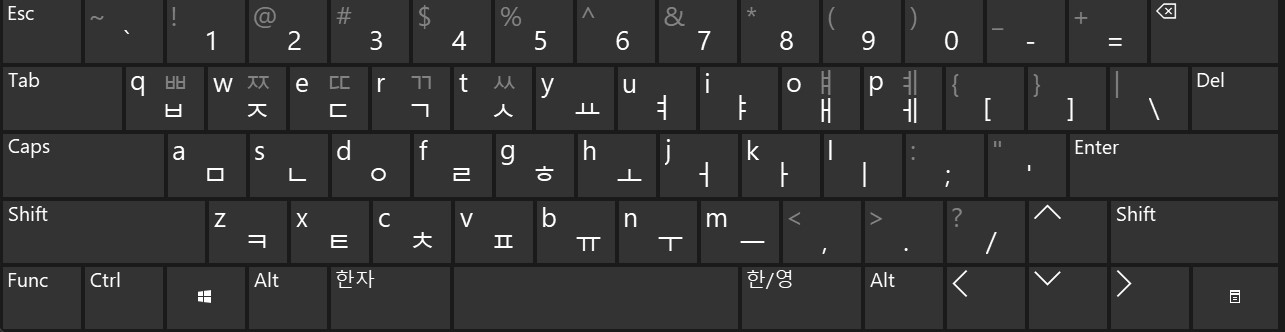 Esc ~ ` ! 1 @ 2 # 3 $ 4 % 5 ^ 6 & 7 * 8 ( 9 ) 0 _ - + =
Tab q ㅃ ㅂ w ㅉ ㅈ e ㄸ ㄷ r ㄲ ㄱ t ㅆ ㅅ y ㅛ u ㅕ i ㅑ o ㅒ ㅐ p ㅖ ㅔ { [ } ] | \ Del
Caps a ㅁ s ㄴ d ㅇ f ㄹ g ㅎ h ㅗ j ㅓ k ㅏ l ㅣ : ; " ' Enter
Shift z ㅋ x ㅌ c ㅊ v ㅍ b ㅠ n ㅜ m ㅡ < , > . ? / Shift
Func Ctrl Alt 한자 한/영 Alt